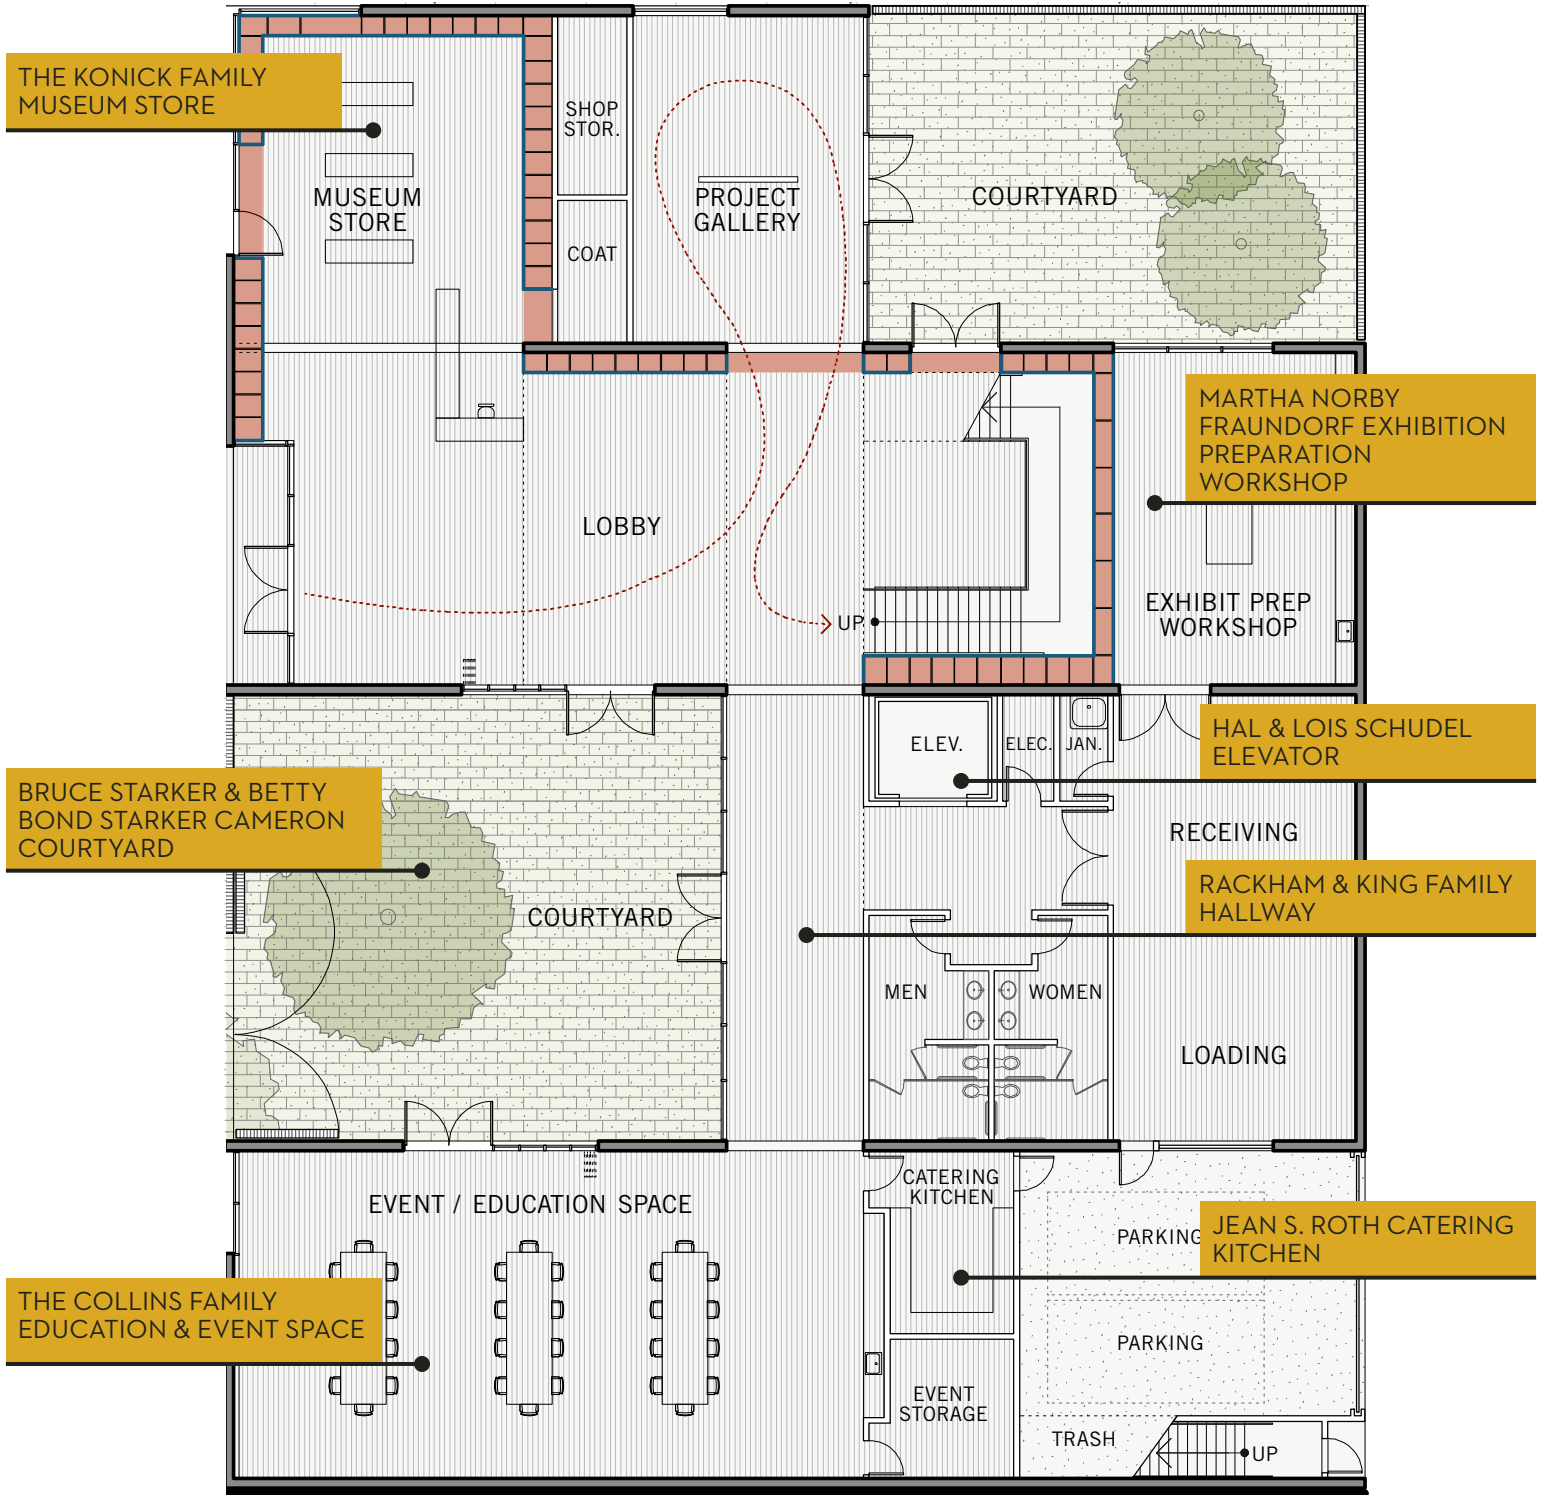 THE KONICK FAMILY
MUSEUM STORE
SHOP
STOR.
MUSEUM
STORE
PROJECT
GALLERY
COURTYARD
COAT
MARTHA NORBY
FRAUNDORF EXHIBITION
PREPARATION
WORKSHOP
LOBBY
EXHIBIT PREP
WORKSHOP
UP
HAL & LOIS SCHUDEL
ELEVATOR
ELEV.
ELEC.
JAN.
BRUCE STARKER & BETTY
BOND STARKER CAMERON
COURTYARD
RECEIVING
RACKHAM & KING FAMILY
HALLWAY
COURTYARD
MEN
WOMEN
LOADING
CATERING
KITCHEN
EVENT / EDUCATION SPACE
PARKING
JEAN S. ROTH CATERING
KITCHEN
THE COLLINS FAMILY
EDUCATION & EVENT SPACE
PARKING
EVENT
STORAGE
TRASH
UP